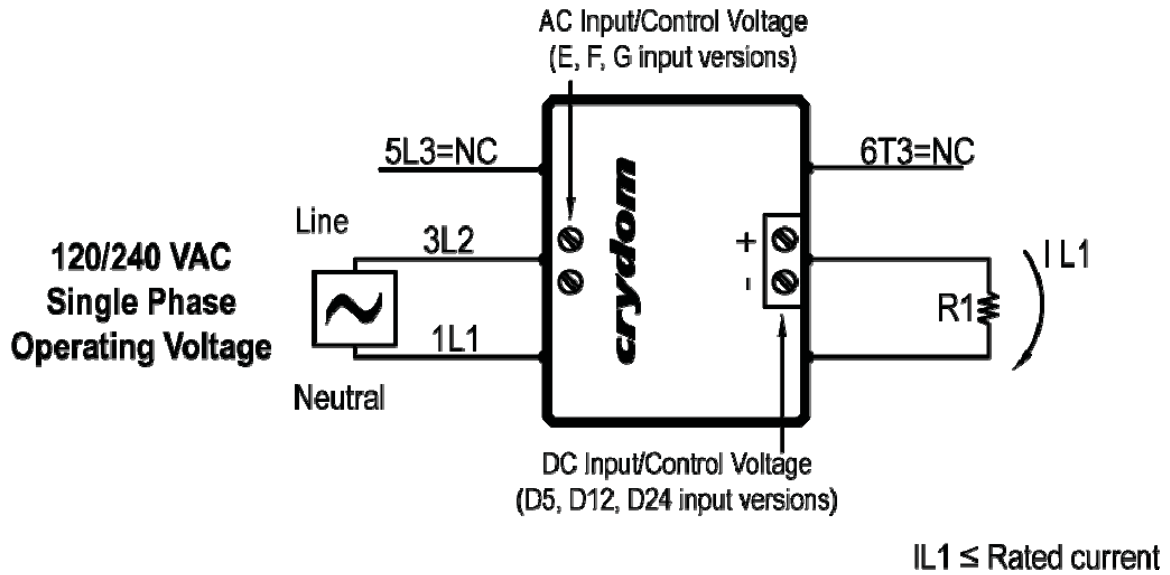 AC Input/Control Voltage
(E, F, G input versions)
5L3=NC
6T3=NC
Line
3L2
120/240 VAC
Single Phase
Operating Voltage
1L1
Neutral
crydom
+
-
R1
I L1
DC Input/Control Voltage
(D5, D12, D24 input versions)
IL1 ≤ Rated current